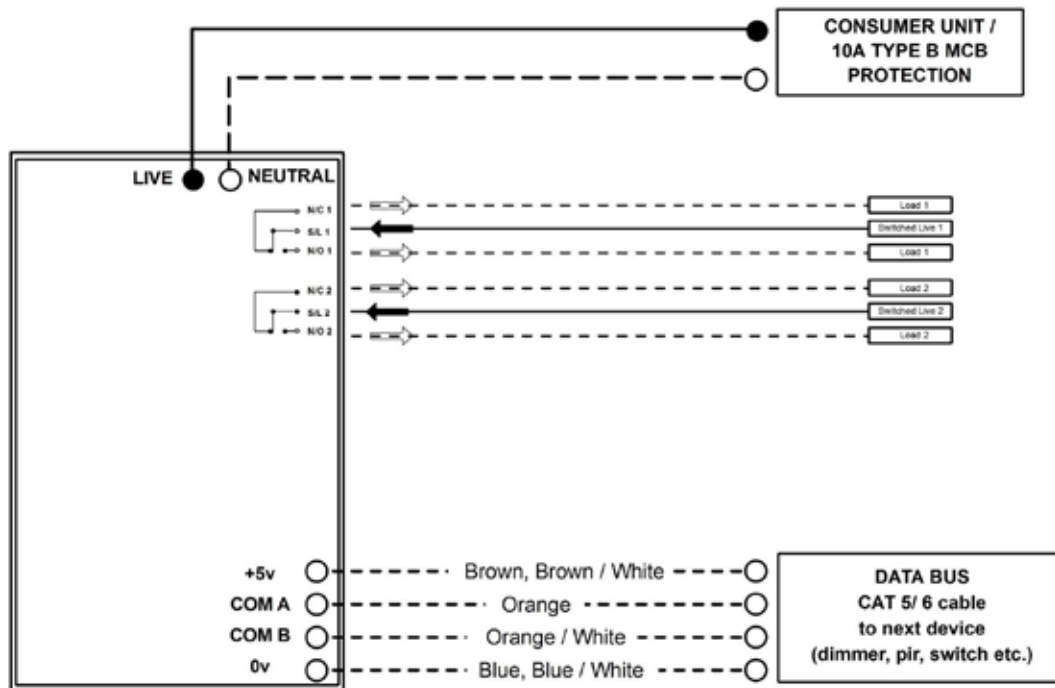 CONSUMER UNIT /
10A TYPE B MCB
PROTECTION
LIVE
NEUTRAL
N/C 1
S/L 1
N/O 1
Load 1
Switched Live 1
Load 1
N/C 2
S/L 2
N/O 2
Load 2
Switched Live 2
Load 2
+5v
Brown, Brown / White
COM A
Orange
COM B
Orange / White
0v
Blue, Blue / White
DATA BUS
CAT 5/ 6 cable
to next device
(dimmer, pir, switch etc.)